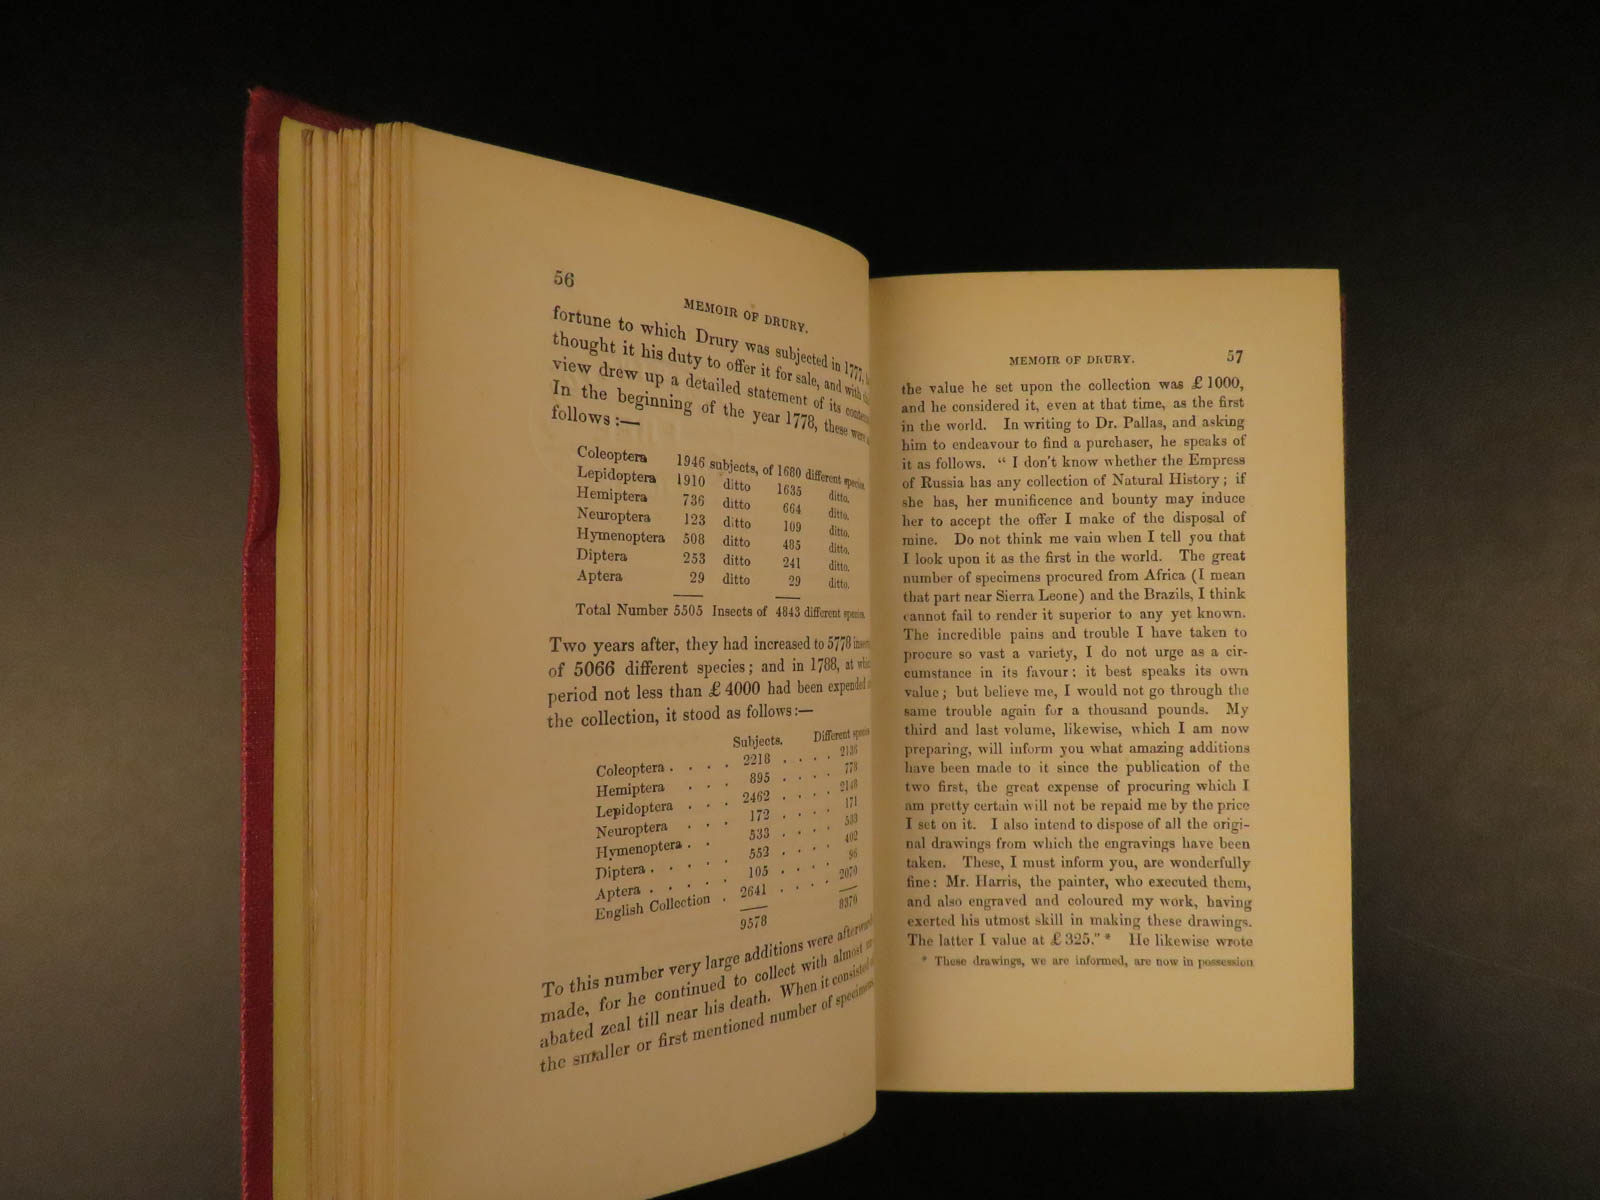 56
MEMOIR OF DRURY.
fortune to which Drury was subjected in 1777,
thought it his duty to offer it for sale, and with
view drew up a detailed statement of its
In the beginning of the year 1778, these were
follows :—
Coleoptera 1946 subjects, of 1680 different species.
Lepidoptera 1910 ditto 1635 ditto.
Hemiptera 736 ditto 664 ditto.
Neuroptera 123 ditto 109 ditto.
Hymenoptera 508 ditto 485 ditto.
Diptera 253 ditto 241 ditto.
Aptera 29 ditto 29 ditto.
Total Number 5505 Insects of 4843 different species.
Two years after, they had increased to 5778
of 5066 different species; and in 1788, at
period not less than £4000 had been expended
the collection, it stood as follows:—
Subjects. Different species
Coleoptera . . . . 2218 . . . . 2136
Hemiptera . . . 895 . . . . 778
Lepidoptera . . . 2462 . . . . 2148
Neuroptera . . . 172 . . . . 171
Hymenoptera . . 533 . . . . 533
Diptera . . . . . 552 . . . . 402
Aptera . . . . . 105 . . . . 96
English Collection . 2641 . . . . 2070
9578 8370
To this number very large additions were
made, for he continued to collect with almost
abated zeal till near his death. When it consisted
the smaller or first mentioned number of
MEMOIR OF DRURY. 57
the value he set upon the collection was £1000,
and he considered it, even at that time, as the first
in the world. In writing to Dr. Pallas, and asking
him to endeavour to find a purchaser, he speaks of
it as follows. " I don't know whether the Empress
of Russia has any collection of Natural History; if
she has, her munificence and bounty may induce
her to accept the offer I make of the disposal of
mine. Do not think me vain when I tell you that
I look upon it as the first in the world. The great
number of specimens procured from Africa (I mean
that part near Sierra Leone) and the Brazils, I think
cannot fail to render it superior to any yet known.
The incredible pains and trouble I have taken to
procure so vast a variety, I do not urge as a cir-
cumstance in its favour; it best speaks its own
value; but believe me, I would not go through the
same trouble again for a thousand pounds. My
third and last volume, likewise, which I am now
preparing, will inform you what amazing additions
have been made to it since the publication of the
two first, the great expense of procuring which I
am pretty certain will not be repaid me by the price
I set on it. I also intend to dispose of all the origi-
nal drawings from which the engravings have been
taken. These, I must inform you, are wonderfully
fine: Mr. Harris, the painter, who executed them,
and also engraved and coloured my work, having
exerted his utmost skill in making these drawings.
The latter I value at £325."* He likewise wrote
* These drawings, we are informed, are now in possession